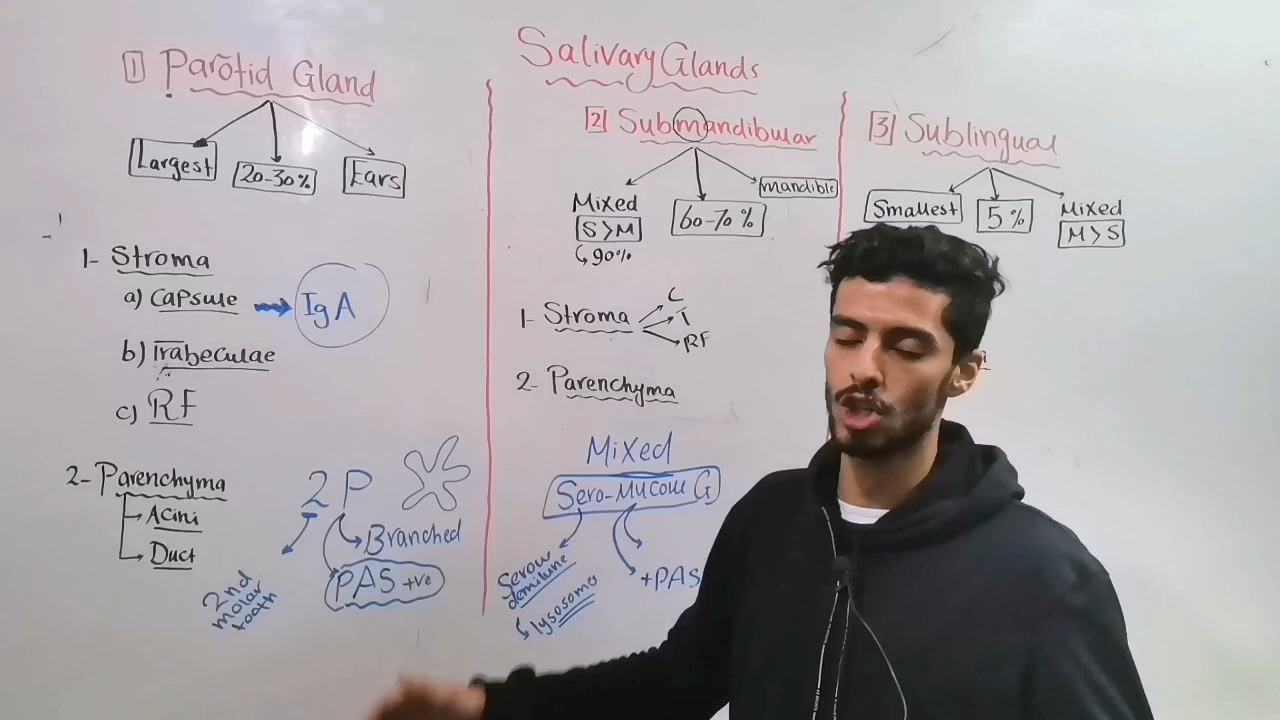 Salivary Glands
1 Parotid Gland
Largest
20-30%
Ears
1- Stroma
a) Capsule → IgA
b) Trabeculae
c) RF
2- Parenchyma
Acini
Duct
2P
Branched
PAS +ve
2nd
molar
tooth
2 Submandibular
Mixed
S>M
90%
60-70%
mandible
1- Stroma
C
T
RF
2- Parenchyma
Mixed
Sero-Mucous G
Serous
demilune
lysosomes
+PAS
3 Sublingual
Smallest
5%
Mixed
M>S